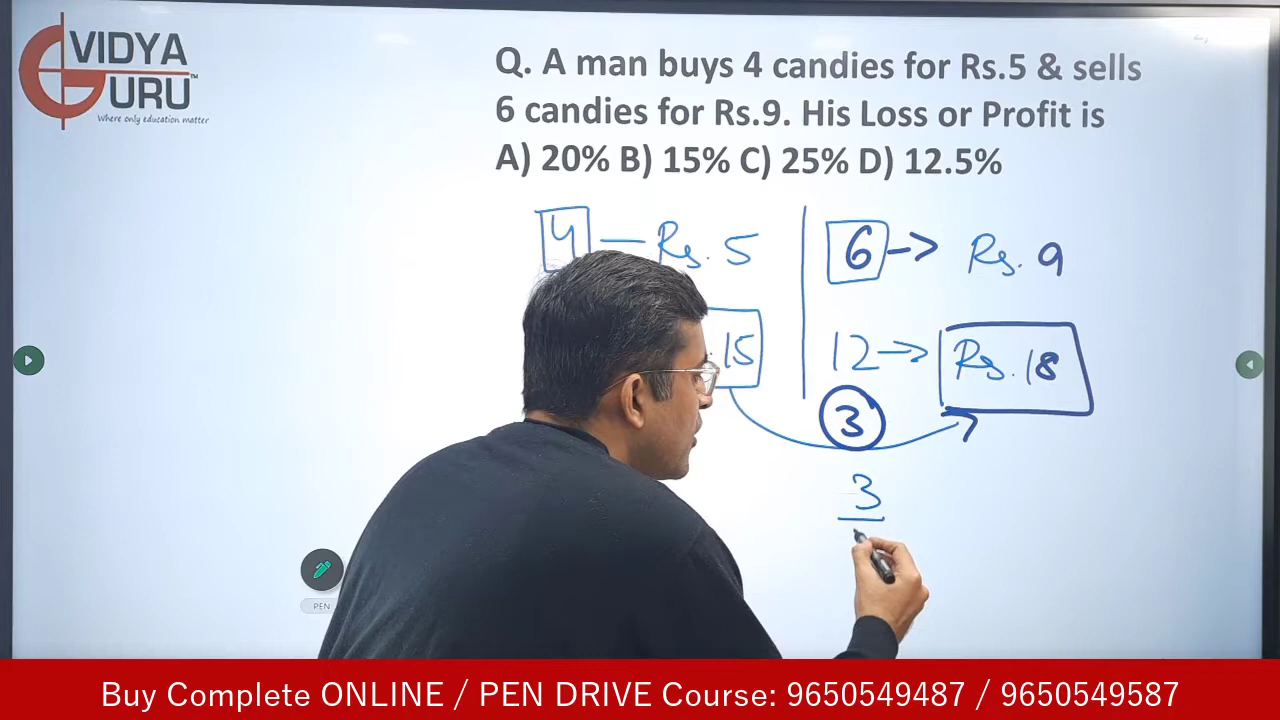 VIDYA
GURU
TM
Where only education matter
Q. A man buys 4 candies for Rs.5 & sells
6 candies for Rs.9. His Loss or Profit is
A) 20% B) 15% C) 25% D) 12.5%
4 — Rs. 5
6 -> Rs. 9
.15
12 -> Rs. 18
3
3
PEN
Buy Complete ONLINE / PEN DRIVE Course: 9650549487 / 9650549587